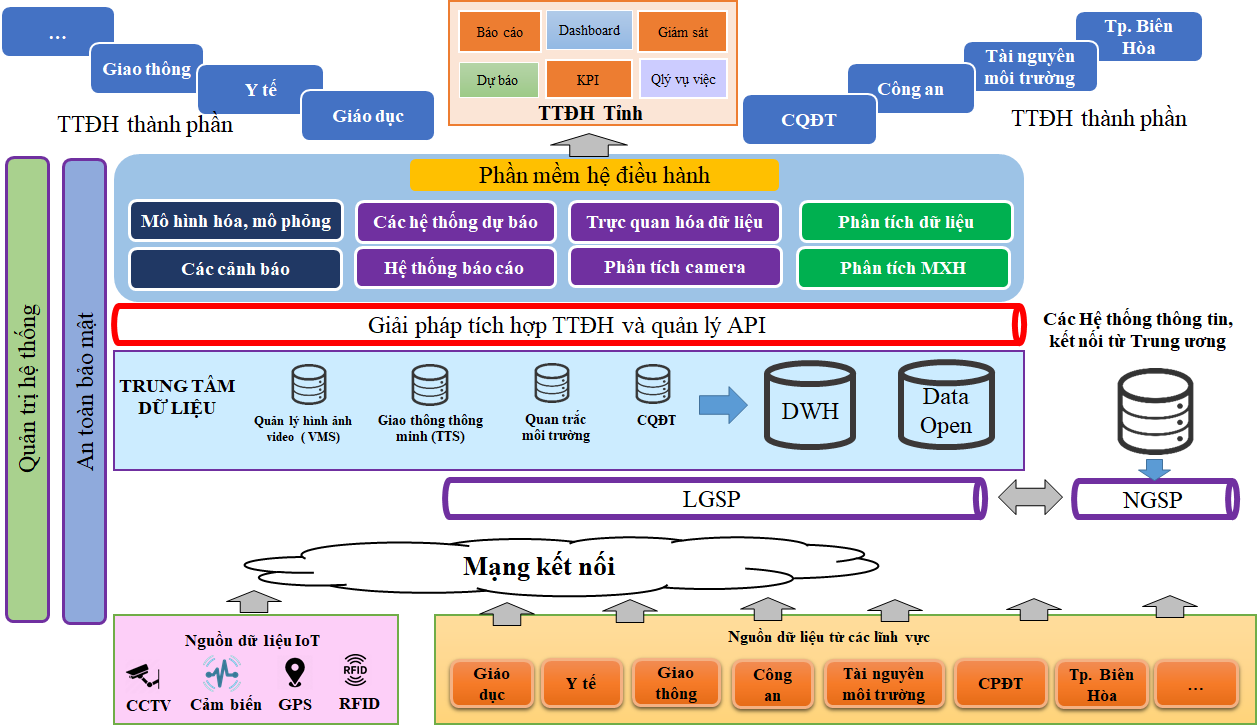 …
Giao thông
Y tế
Giáo dục
TTĐH thành phần
Báo cáo
Dashboard
Giám sát
Dự báo
KPI
Qlý vụ việc
TTĐH Tỉnh
CQĐT
Công an
Tài nguyên
môi trường
Tp. Biên
Hòa
TTĐH thành phần
Quản trị hệ thống
An toàn bảo mật
Phần mềm hệ điều hành
Mô hình hóa, mô phỏng
Các hệ thống dự báo
Trực quan hóa dữ liệu
Phân tích dữ liệu
Các cảnh báo
Hệ thống báo cáo
Phân tích camera
Phân tích MXH
Giải pháp tích hợp TTĐH và quản lý API
Các Hệ thống thông tin,
kết nối từ Trung ương
TRUNG TÂM
DỮ LIỆU
Quản lý hình ảnh
video ( VMS)
Giao thông thông
minh (TTS)
Quan trắc
môi trường
CQĐT
DWH
Data
Open
LGSP
NGSP
Mạng kết nối
Nguồn dữ liệu IoT
CCTV
Cảm biến
GPS
RFID
RFID
Nguồn dữ liệu từ các lĩnh vực
Giáo
dục
Y tế
Giao
thông
Công
an
Tài nguyên
môi trường
CPĐT
Tp. Biên
Hòa
…